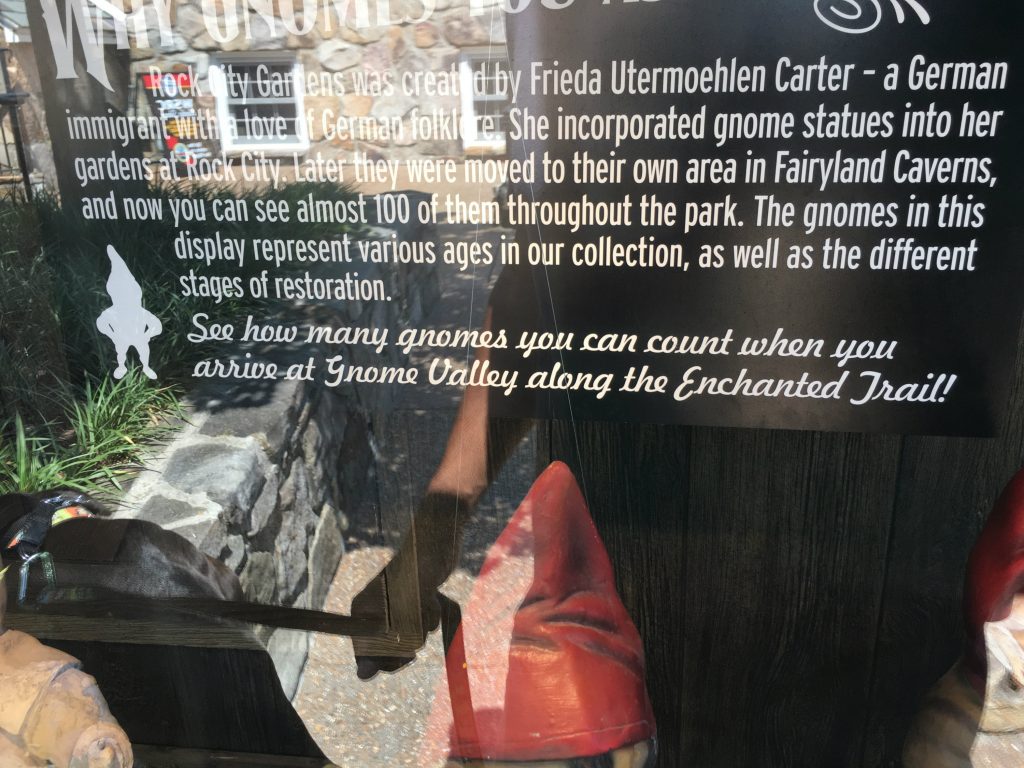 WHY GNOMES YOU
Rock City Gardens was created by Frieda Utermoehlen Carter - a German
immigrant with a love of German folklore. She incorporated gnome statues into her
gardens at Rock City. Later they were moved to their own area in Fairyland Caverns,
and now you can see almost 100 of them throughout the park. The gnomes in this
display represent various ages in our collection, as well as the different
stages of restoration.
See how many gnomes you can count when you
arrive at Gnome Valley along the Enchanted Trail!